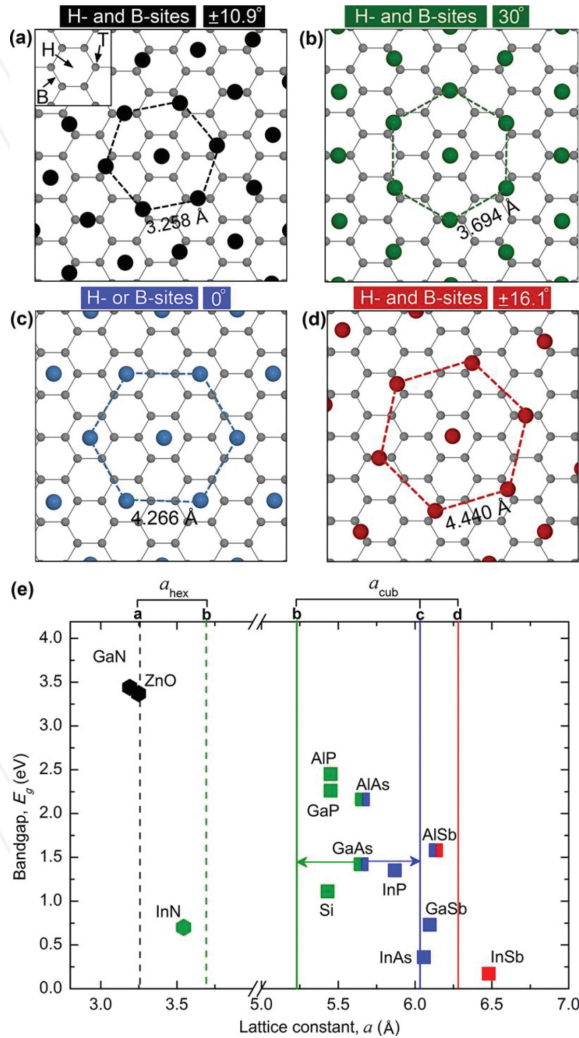 H- and B-sites ±10.9°
(a)
H
T
B
3.258 Å
H- and B-sites 30°
(b)
3.694 Å
H- or B-sites 0°
(c)
4.266 Å
H- and B-sites ±16.1°
(d)
4.440 Å
(e)
a_hex
a_cub
a b b c d
4.0
3.5
3.0
2.5
2.0
1.5
1.0
0.5
0.0
Bandgap, E_g (eV)
GaN
ZnO
InN
AlP
GaP
AlAs
GaAs
AlSb
InP
Si
GaSb
InAs
InSb
3.0 3.5 5.0 5.5 6.0 6.5 7.0
Lattice constant, a (Å)